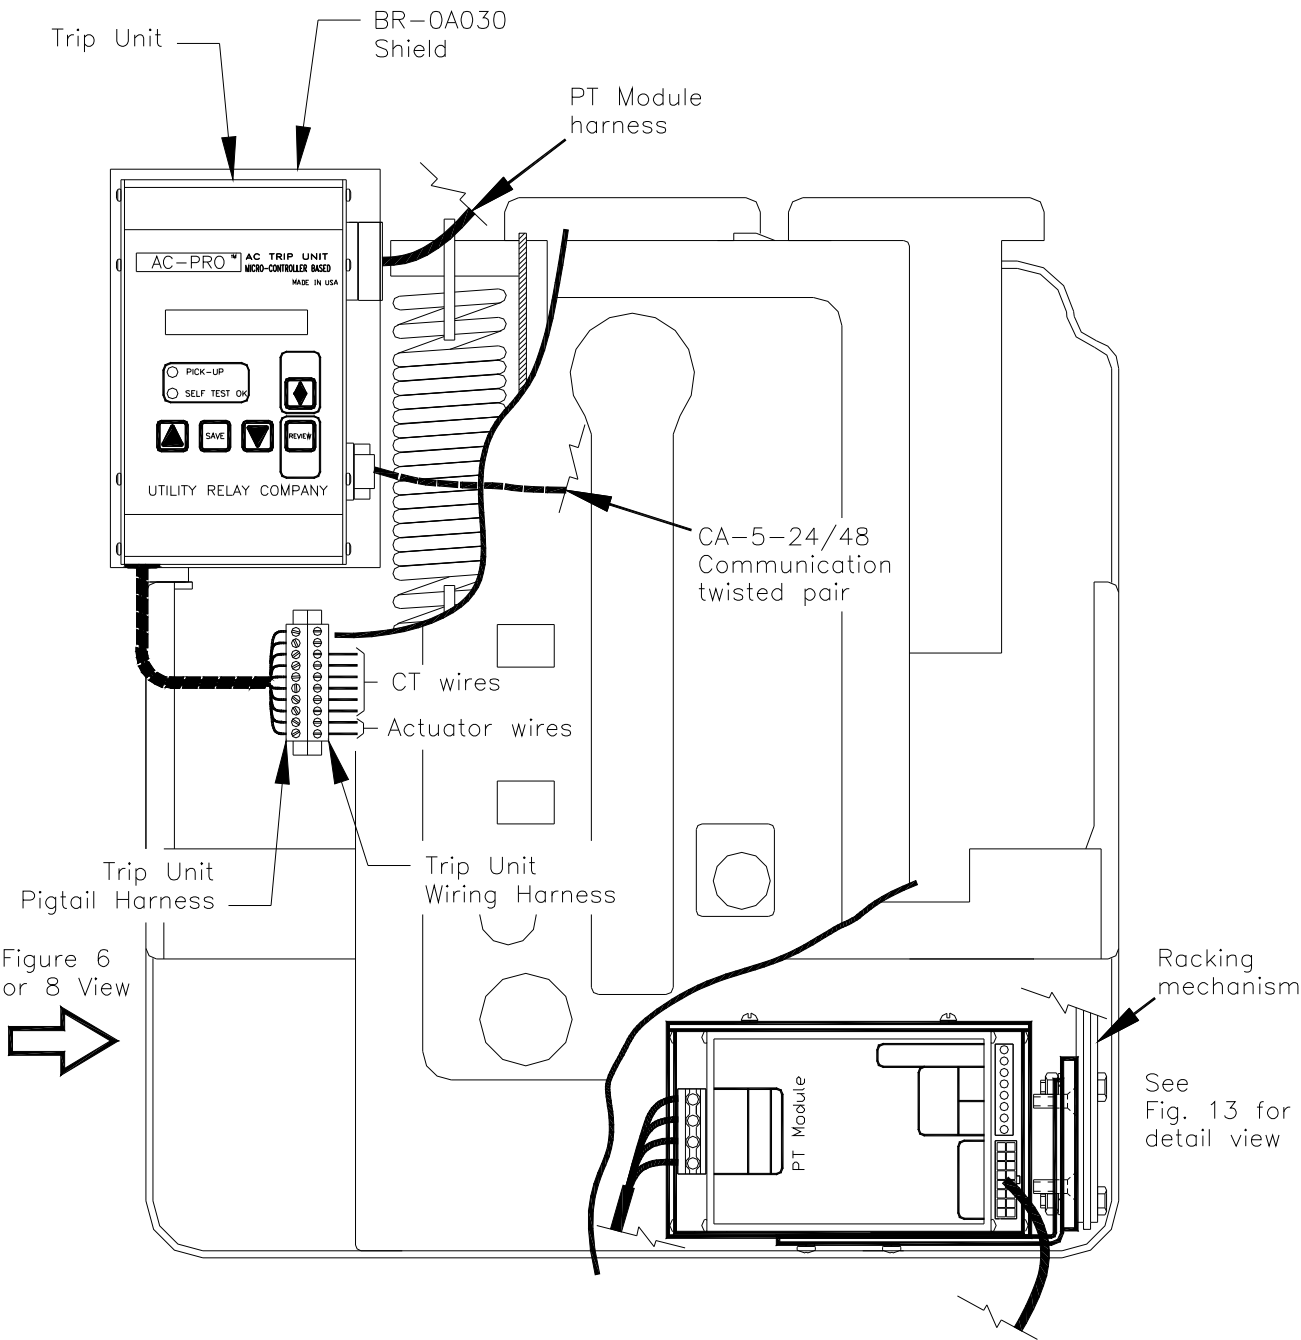 BR-0A030
Shield
Trip Unit
PT Module
harness
AC-PRO™ AC TRIP UNIT
MICRO-CONTROLLER BASED
MADE IN USA
PICK-UP
SELF TEST OK
SAVE
REVIEW
UTILITY RELAY COMPANY
CA-5-24/48
Communication
twisted pair
CT wires
Actuator wires
Trip Unit
Pigtail Harness
Trip Unit
Wiring Harness
Figure 6
or 8 View
Racking
mechanism
See
Fig. 13 for
detail view
PT Module